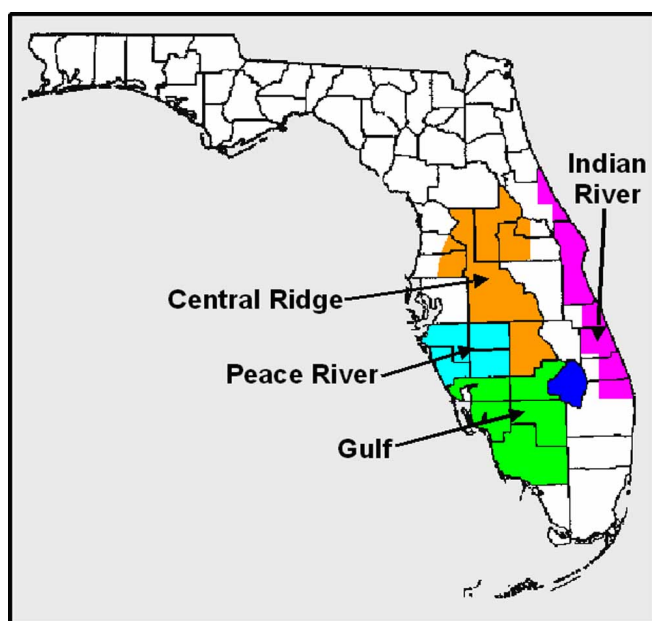 Indian
River
Central Ridge
Peace River
Gulf